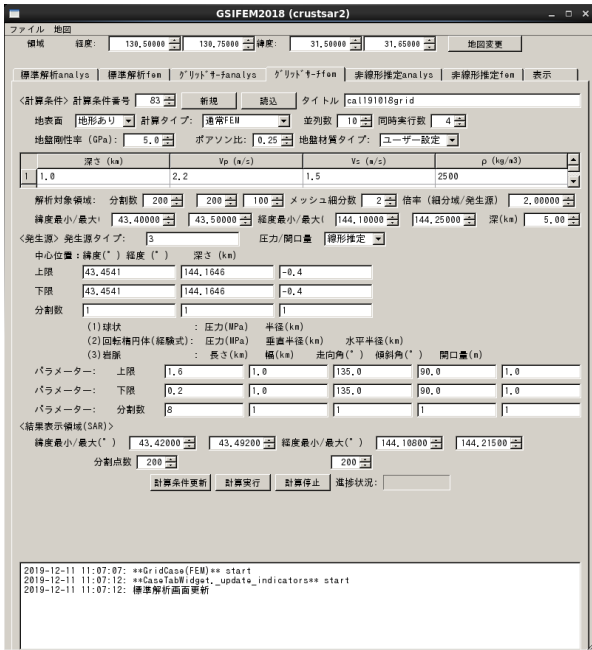 GSIFEM2018 (crustsar2)
ファイル 地図
領域 経度: 130.50000 130.75000 緯度: 31.50000 31.65000 地図変更
標準解析analys 標準解析fem グリッドサーチanalys グリッドサーチfem 非線形推定analys 非線形推定fem 表示
<計算条件> 計算条件番号 83 新規 読込 タイトル cal191018grid
地表面 地形あり 計算タイプ: 通常FEM 並列数 10 同時実行数 4
地盤剛性率 (GPa): 5.0 ポアソン比: 0.25 地盤材質タイプ: ユーザー設定
深さ (km) Vp (m/s) Vs (m/s) ρ (kg/m3)
1 1.0 2.2 1.5 2500
解析対象領域: 分割数 200 200 100 メッシュ細分数 2 倍率 (細分域/発生源) 2.00000
緯度最小/最大( 43.40000 43.50000 経度最小/最大( 144.10000 144.25000 深(km) 5.00
<発生源> 発生源タイプ: 3 圧力/開口量 線形推定
中心位置：緯度(°) 経度 (°) 深さ (km)
上限 43.4541 144.1646 -0.4
下限 43.4541 144.1646 -0.4
分割数 1 1 1
(1)球状 : 圧力(MPa) 半径(km)
(2)回転楕円体(経験式): 圧力(MPa) 垂直半径(km) 水平半径(km)
(3)岩脈 : 長さ(km) 幅(km) 走向角(°) 傾斜角(°) 開口量(m)
パラメーター: 上限 1.6 1.0 135.0 90.0 1.0
パラメーター: 下限 0.2 1.0 135.0 90.0 1.0
パラメーター: 分割数 8 1 1 1 1
<結果表示領域(SAR)>
緯度最小/最大(°) 43.42000 43.49200 経度最小/最大(°) 144.10800 144.21500
分割点数 200 200
計算条件更新 計算実行 計算停止 進捗状況:
2019-12-11 11:07:07: **GridCase(FEM)** start
2019-12-11 11:07:12: **CaseTabWidget._update_indicators** start
2019-12-11 11:07:12: 標準解析画面更新